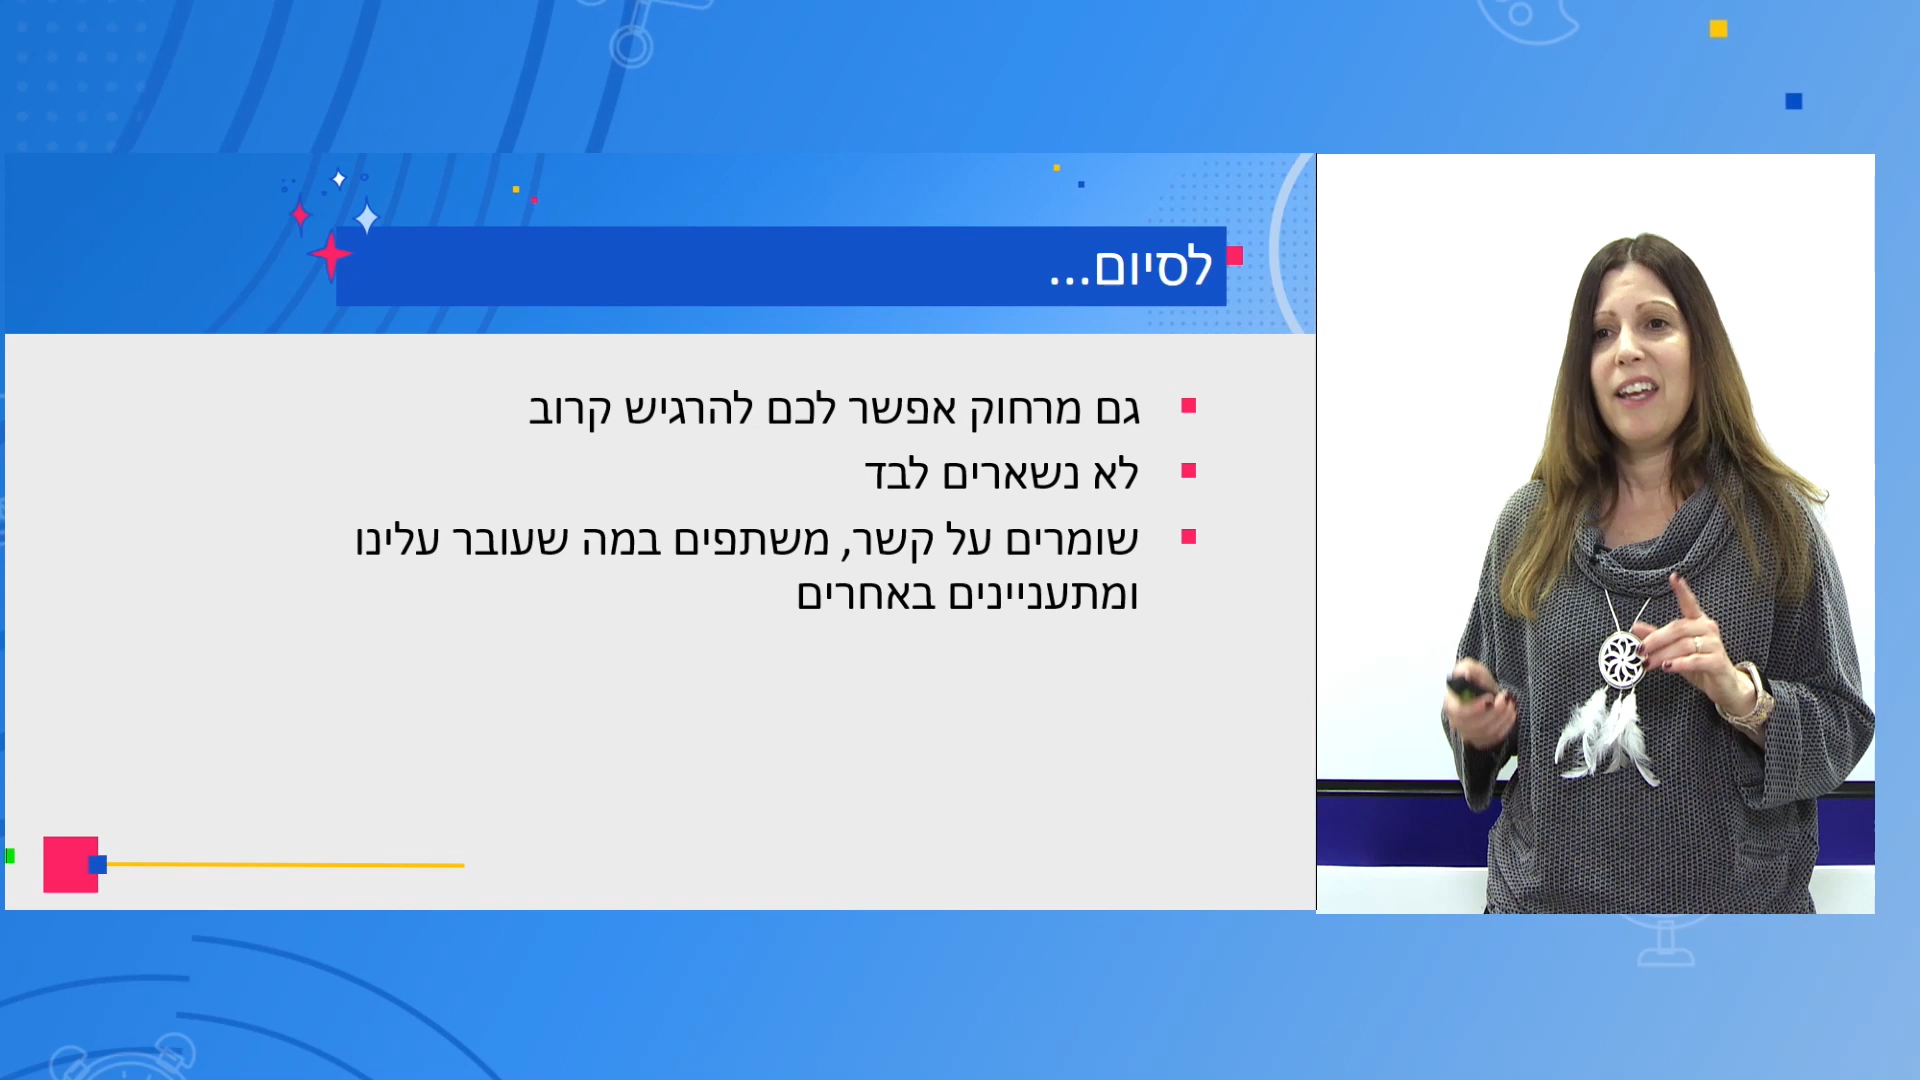 לסיום...
גם מרחוק אפשר לכם להרגיש קרוב
לא נשארים לבד
שומרים על קשר, משתפים במה שעובר עלינו
ומתעניינים באחרים